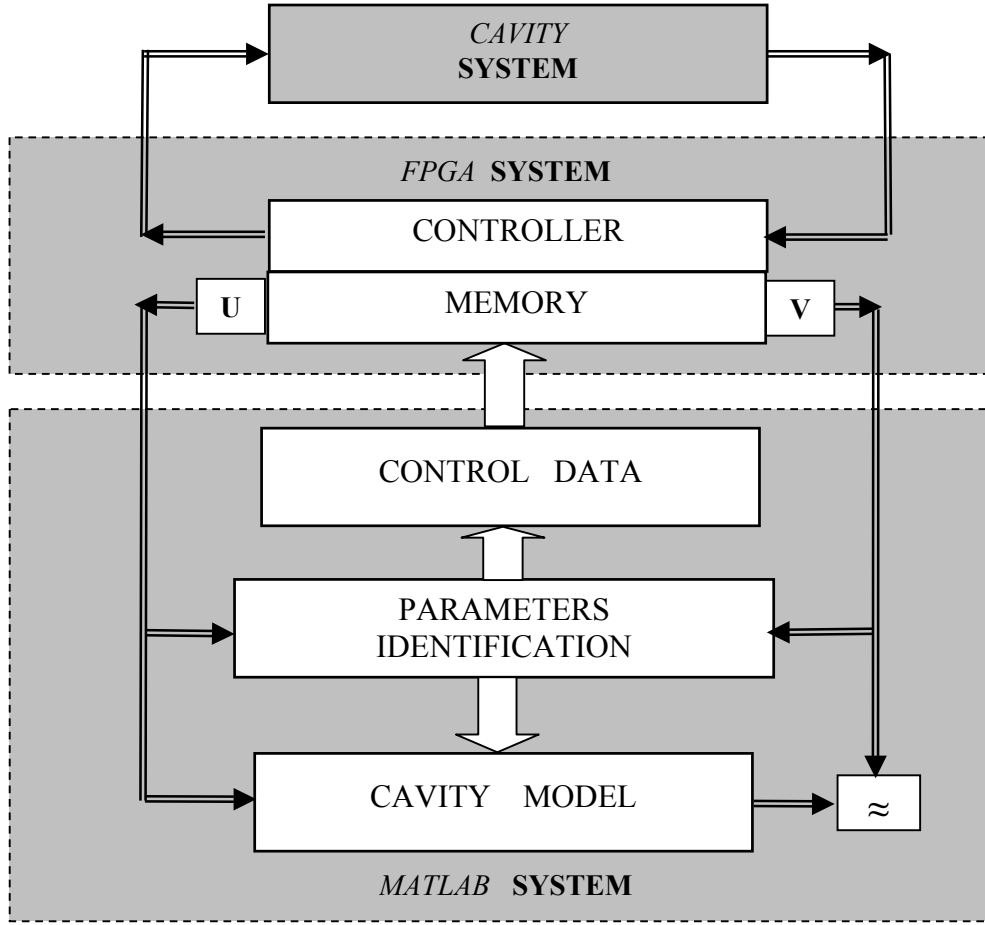 CAVITY
SYSTEM
FPGA SYSTEM
CONTROLLER
U
MEMORY
V
CONTROL DATA
PARAMETERS
IDENTIFICATION
CAVITY MODEL
≈
MATLAB SYSTEM